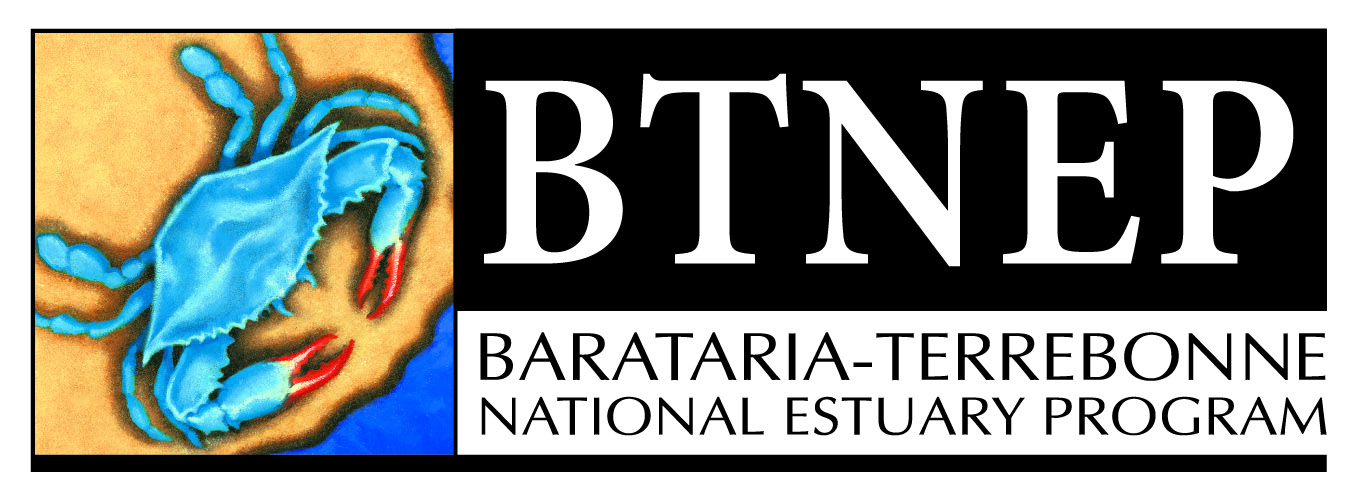 BTNEP
BARATARIA-TERREBONNE
NATIONAL ESTUARY PROGRAM